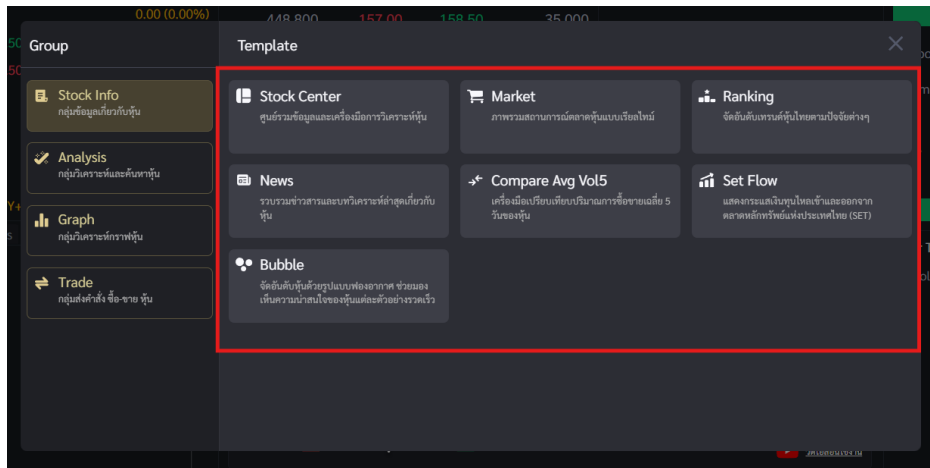 0.00 (0.00%)
448,800 157.00 158.50 35,000
Group
Template
Stock Info
กลุ่มข้อมูลเกี่ยวกับหุ้น
Analysis
กลุ่มวิเคราะห์และค้นหาหุ้น
Graph
กลุ่มวิเคราะห์กราฟหุ้น
Trade
กลุ่มส่งคำสั่ง ซื้อ-ขาย หุ้น
Stock Center
ศูนย์รวมข้อมูลและเครื่องมือการวิเคราะห์หุ้น
Market
ภาพรวมสถานการณ์ตลาดหุ้นแบบเรียลไทม์
Ranking
จัดอันดับเทรนด์หุ้นไทยตามปัจจัยต่างๆ
News
รวบรวมข่าวสารและบทวิเคราะห์ล่าสุดเกี่ยวกับ
หุ้น
Compare Avg Vol5
เครื่องมือเปรียบเทียบปริมาณการซื้อขายเฉลี่ย 5
วันของหุ้น
Set Flow
แสดงกระแสเงินทุนไหลเข้าและออกจาก
ตลาดหลักทรัพย์แห่งประเทศไทย (SET)
Bubble
จัดอันดับหุ้นด้วยรูปแบบฟองอากาศ ช่วยมอง
เห็นความน่าสนใจของหุ้นแต่ละตัวอย่างรวดเร็ว